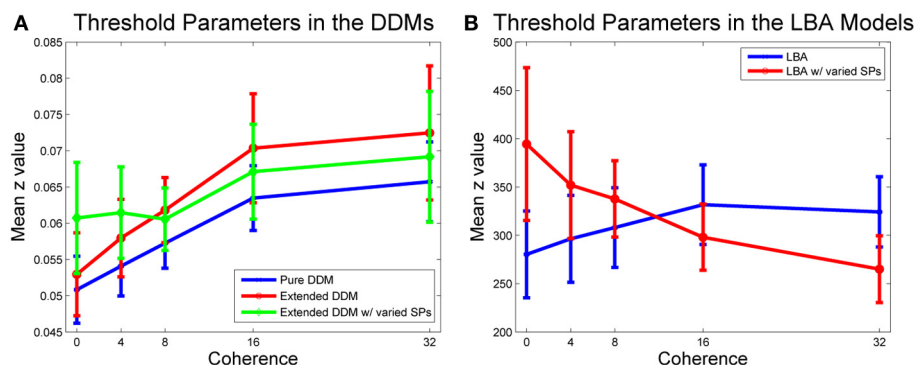 A Threshold Parameters in the DDMs
0.085
0.08
0.075
0.07
0.065
0.06
0.055
0.05
0.045
Mean z value
Pure DDM
Extended DDM
Extended DDM w/ varied SPs
0 4 8 16 32
Coherence
B Threshold Parameters in the LBA Models
500
450
400
350
300
250
200
Mean z value
LBA
LBA w/ varied SPs
0 4 8 16 32
Coherence